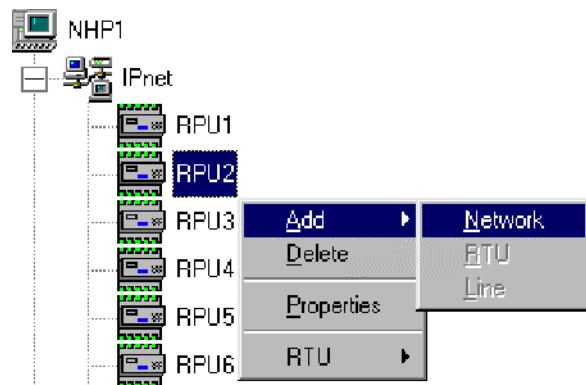 NHP1
IPnet
RPU1
RPU2
RPU3
Add
Network
Delete
RTU
RPU4
Line
Properties
RPU5
RPU6
RTU